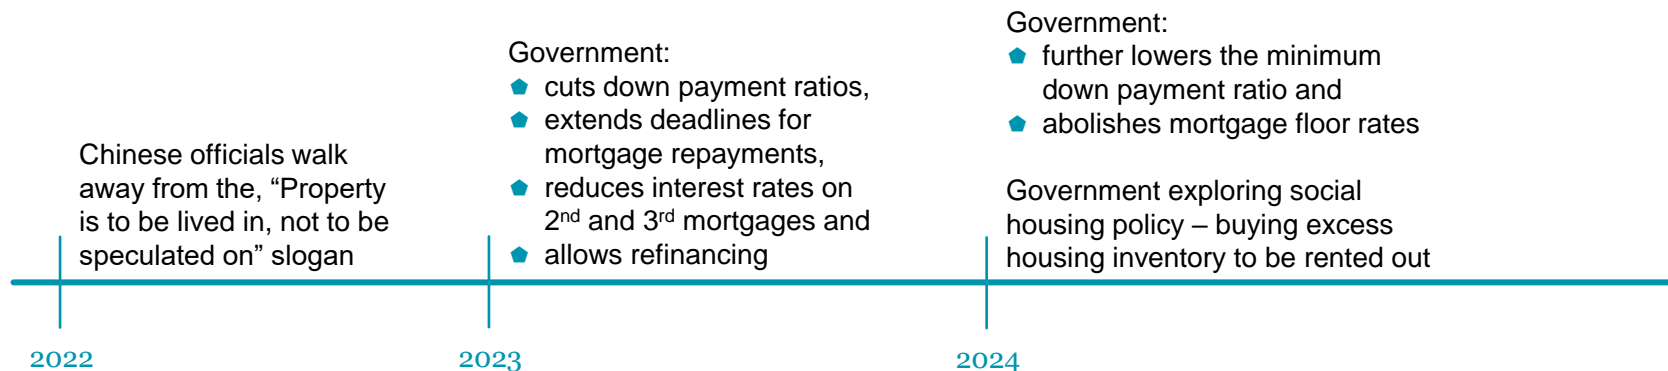 Chinese officials walk
away from the, “Property
is to be lived in, not to be
speculated on” slogan
Government:
cuts down payment ratios,
extends deadlines for
mortgage repayments,
reduces interest rates on
2nd and 3rd mortgages and
allows refinancing
Government:
further lowers the minimum
down payment ratio and
abolishes mortgage floor rates
Government exploring social
housing policy – buying excess
housing inventory to be rented out
2022
2023
2024